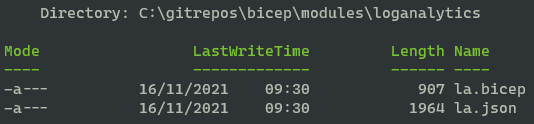 Directory: C:\gitrepos\bicep\modules\loganalytics
Mode LastWriteTime Length Name
---- ------------- ------ ----
-a--- 16/11/2021 09:30 907 la.bicep
-a--- 16/11/2021 09:30 1964 la.json